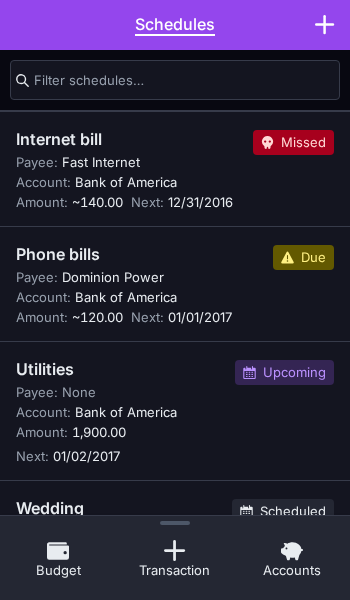 Schedules
Filter schedules...
Internet bill
Missed
Payee: Fast Internet
Account: Bank of America
Amount: ~140.00 Next: 12/31/2016
Phone bills
Due
Payee: Dominion Power
Account: Bank of America
Amount: ~120.00 Next: 01/01/2017
Utilities
Upcoming
Payee: None
Account: Bank of America
Amount: 1,900.00
Next: 01/02/2017
Wedding
Scheduled
Budget
Transaction
Accounts